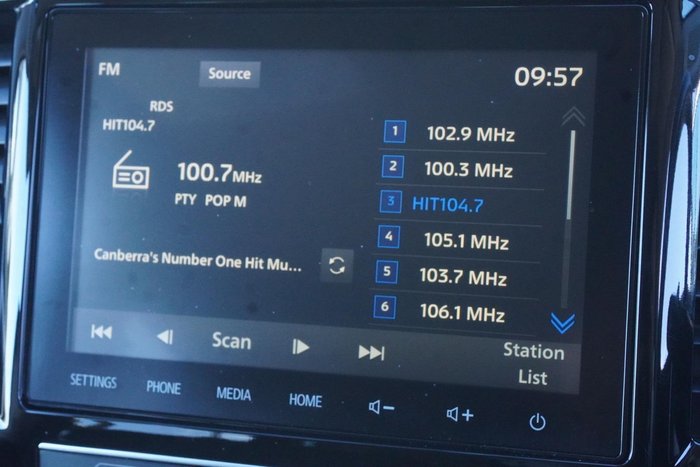 FM
Source
09:57
RDS
HIT104.7
100.7MHz
PTY POP M
Canberra's Number One Hit Mu...
1 102.9 MHz
2 100.3 MHz
3 HIT104.7
4 105.1 MHz
5 103.7 MHz
6 106.1 MHz
Scan
Station
List
SETTINGS
PHONE
MEDIA
HOME